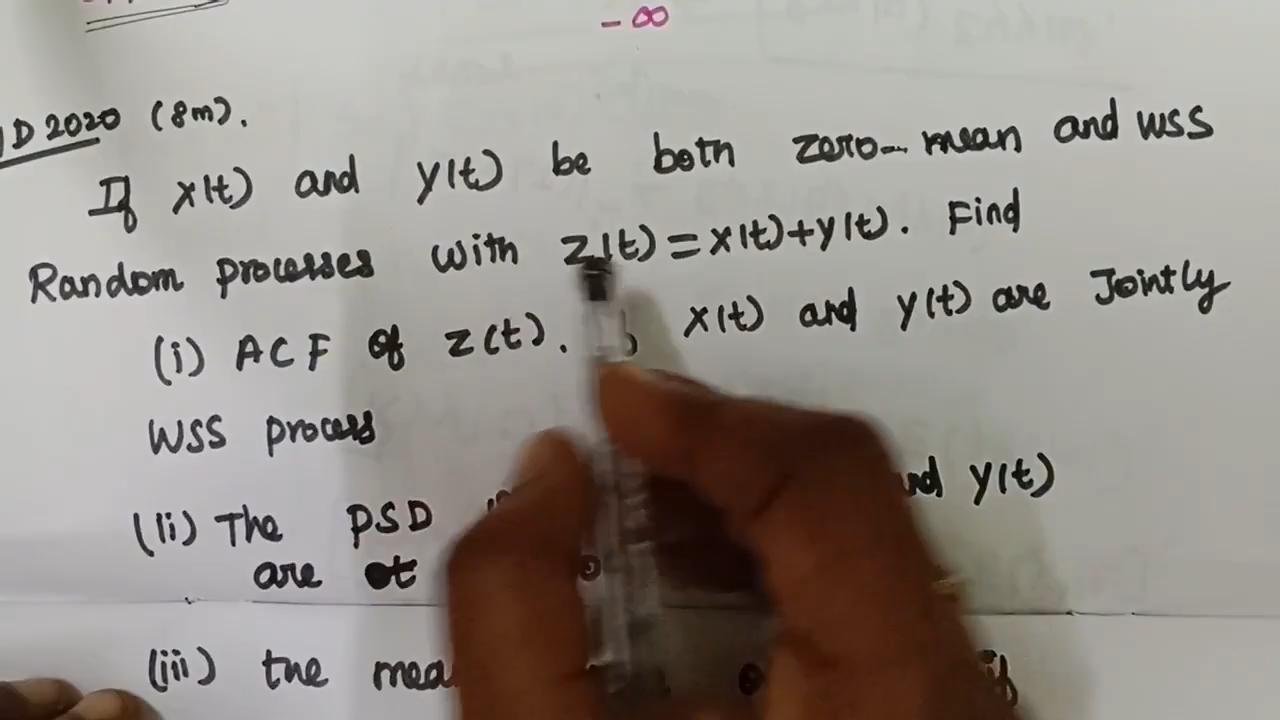 - ∞
D 2020 (8m).
If X(t) and Y(t) be both zero-mean and WSS
Random processes with Z(t) = X(t)+Y(t). Find
(i) ACF of Z(t). X(t) and Y(t) are Jointly
WSS process
(ii) The PSD Y(t)
are
(iii) the